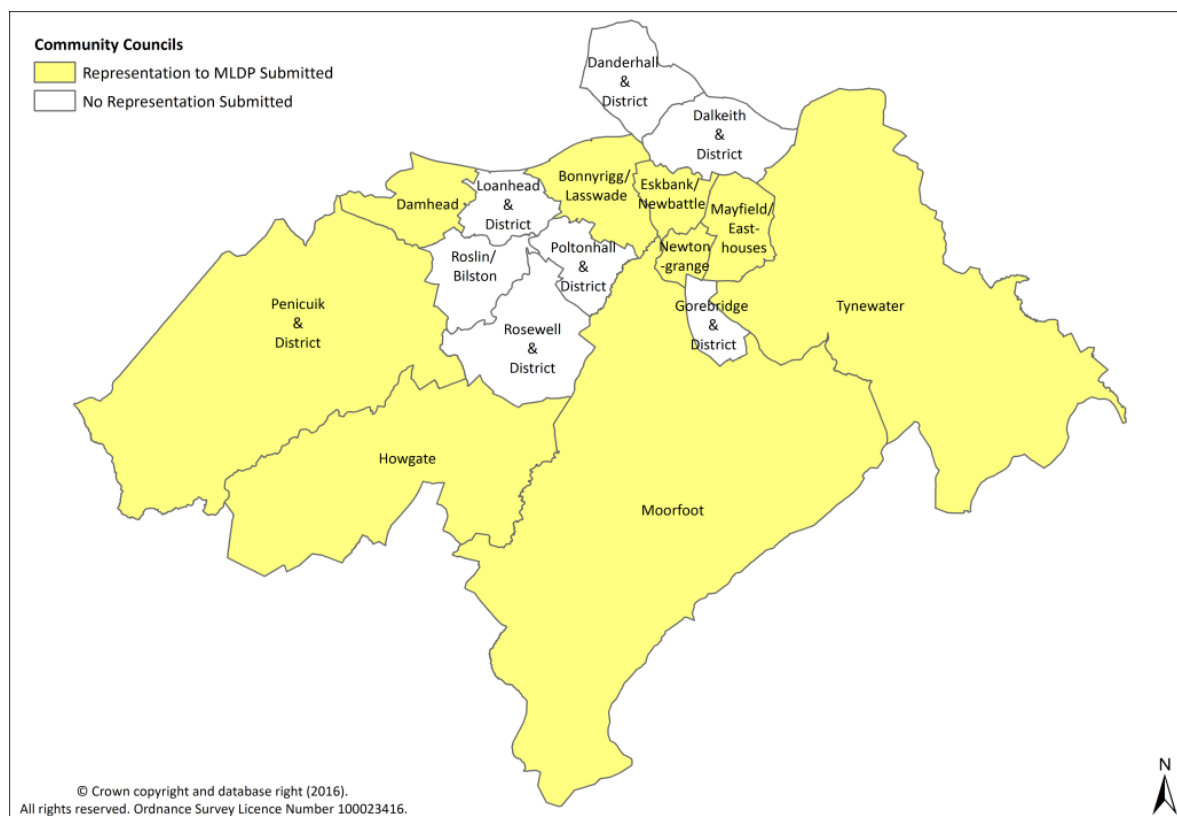 Community Councils
Representation to MLDP Submitted
No Representation Submitted
Danderhall
&
District
Dalkeith
&
District
Bonnyrigg/
Lasswade
Eskbank/
Newbattle
Loanhead
&
District
Damhead
Mayfield/
East-
houses
Newton
-grange
Poltonhall
&
District
Roslin/
Bilston
Penicuik
&
District
Rosewell
&
District
Gorebridge
&
District
Tynewater
Howgate
Moorfoot
N
© Crown copyright and database right (2016).
All rights reserved. Ordnance Survey Licence Number 100023416.